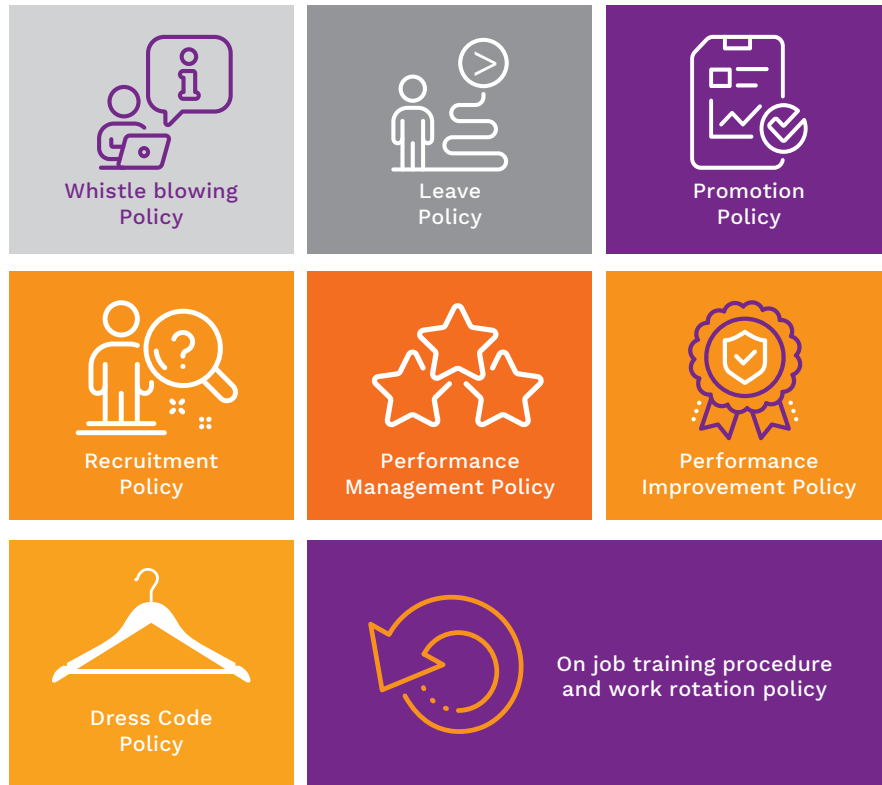 Whistle blowing
Policy
Leave
Policy
Promotion
Policy
Recruitment
Policy
Performance
Management Policy
Performance
Improvement Policy
Dress Code
Policy
On job training procedure
and work rotation policy